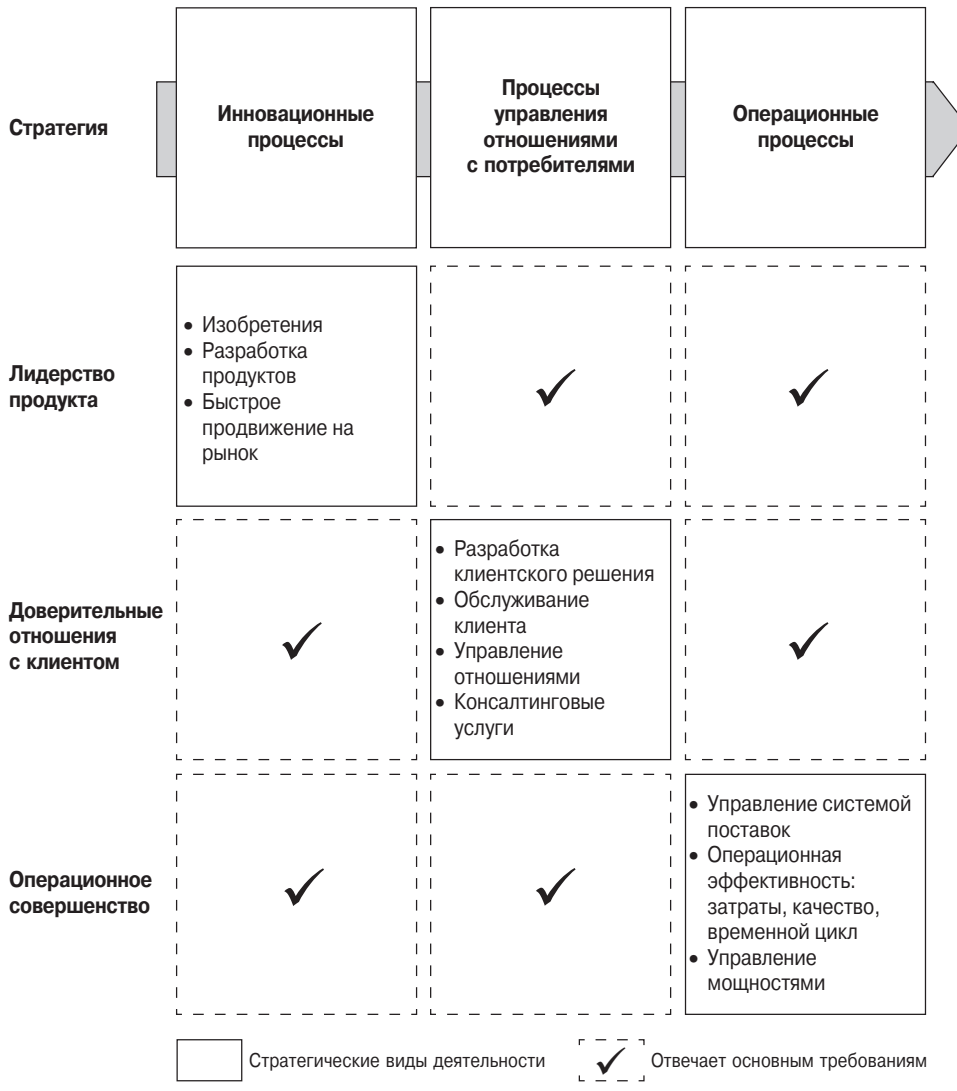 Стратегия
Инновационные
процессы
Процессы
управления
отношениями
с потребителями
Операционные
процессы
Лидерство
продукта
• Изобретения
• Разработка
продуктов
• Быстрое
продвижение на
рынок
✓
✓
Доверительные
отношения
с клиентом
✓
• Разработка
клиентского решения
• Обслуживание
клиента
• Управление
отношениями
• Консалтинговые
услуги
✓
Операционное
совершенство
✓
✓
• Управление системой
поставок
• Операционная
эффективность:
затраты, качество,
временной цикл
• Управление
мощностями
Стратегические виды деятельности
✓ Отвечает основным требованиям